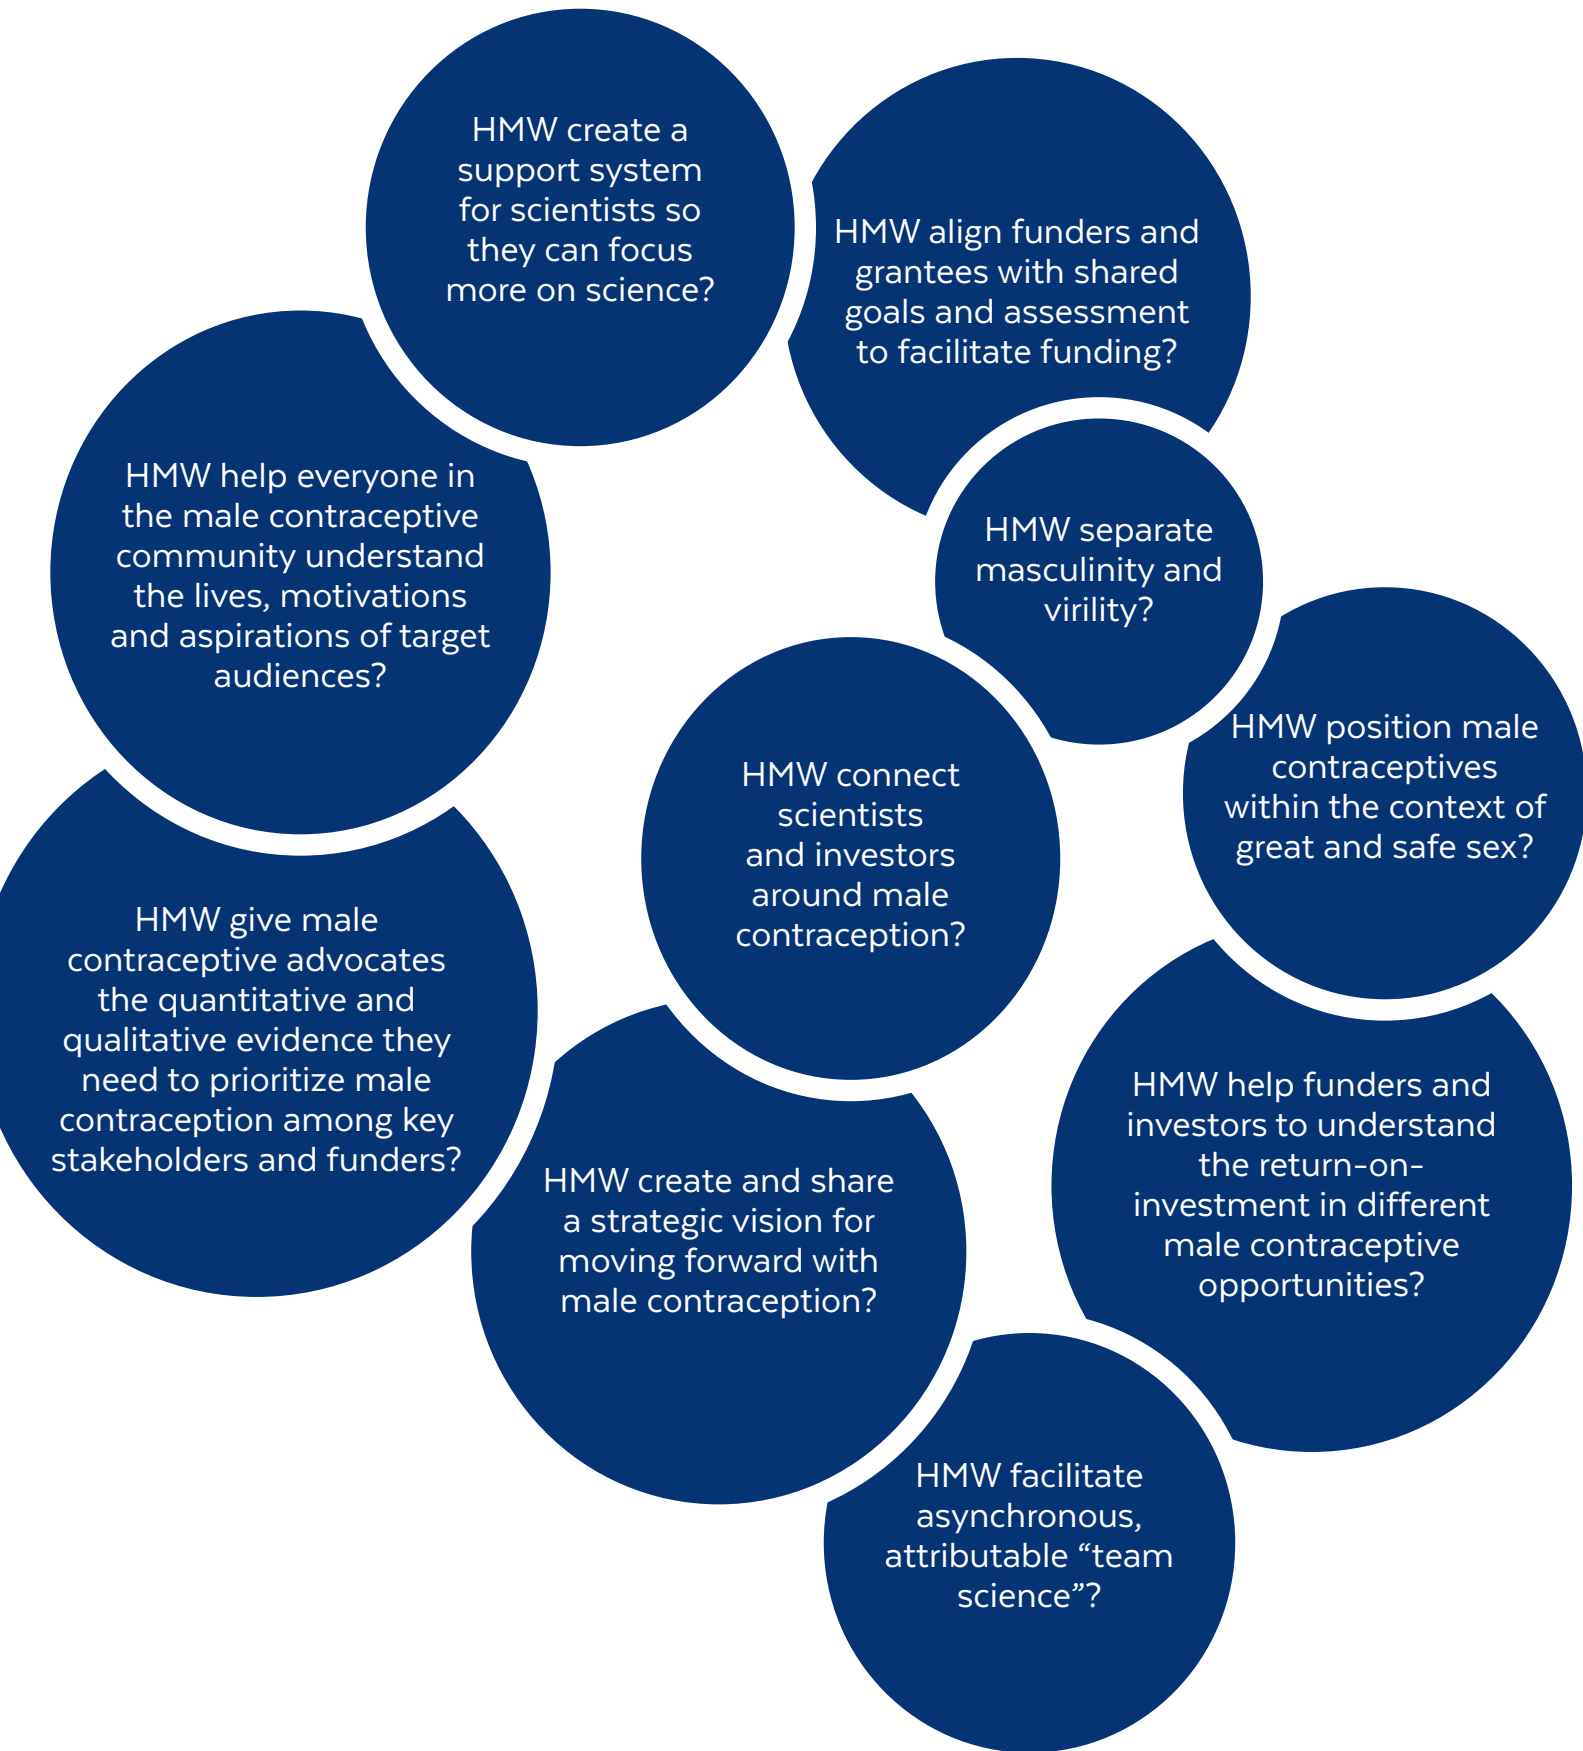 HMW create a
support system
for scientists so
they can focus
more on science?
HMW align funders and
grantees with shared
goals and assessment
to facilitate funding?
HMW help everyone in
the male contraceptive
community understand
the lives, motivations
and aspirations of target
audiences?
HMW separate
masculinity and
virility?
HMW position male
contraceptives
within the context of
great and safe sex?
HMW connect
scientists
and investors
around male
contraception?
HMW give male
contraceptive advocates
the quantitative and
qualitative evidence they
need to prioritize male
contraception among key
stakeholders and funders?
HMW help funders and
investors to understand
the return-on-
investment in different
male contraceptive
opportunities?
HMW create and share
a strategic vision for
moving forward with
male contraception?
HMW facilitate
asynchronous,
attributable “team
science”?